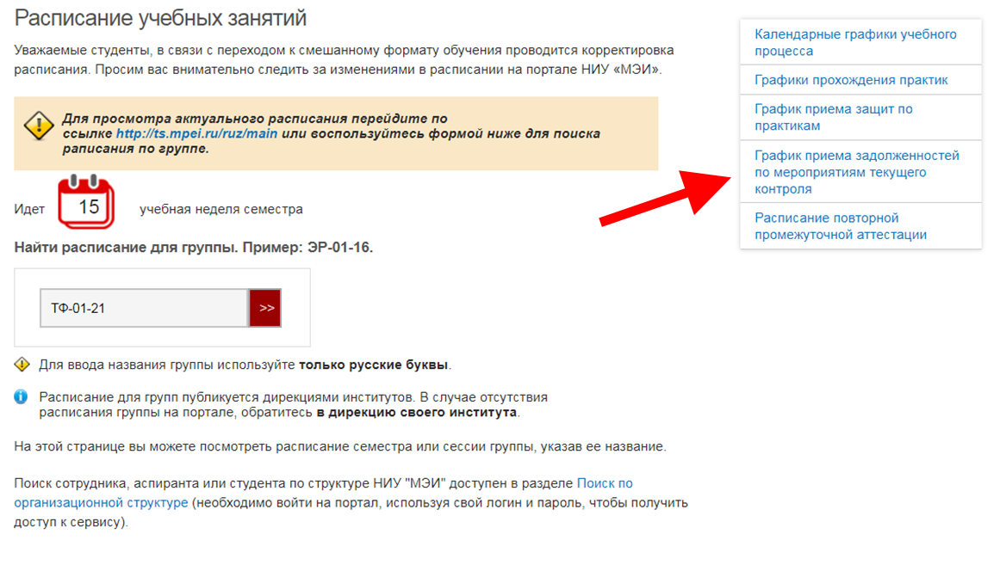 Расписание учебных занятий
Уважаемые студенты, в связи с переходом к смешанному формату обучения проводится корректировка
расписания. Просим вас внимательно следить за изменениями в расписании на портале НИУ «МЭИ».
Для просмотра актуального расписания перейдите по
ссылке http://ts.mpei.ru/ruz/main или воспользуйтесь формой ниже для поиска
раписания по группе.
Идет 15 учебная неделя семестра
Найти расписание для группы. Пример: ЭР-01-16.
ТФ-01-21 >>
Для ввода названия группы используйте только русские буквы.
Расписание для групп публикуется дирекциями институтов. В случае отсутствия
расписания группы на портале, обратитесь в дирекцию своего института.
На этой странице вы можете посмотреть расписание семестра или сессии группы, указав ее название.
Поиск сотрудника, аспиранта или студента по структуре НИУ "МЭИ" доступен в разделе Поиск по
организационной структуре (необходимо войти на портал, используя свой логин и пароль, чтобы получить
доступ к сервису).
Календарные графики учебного
процесса
Графики прохождения практик
График приема защит по
практикам
График приема задолженностей
по мероприятиям текущего
контроля
Расписание повторной
промежуточной аттестации